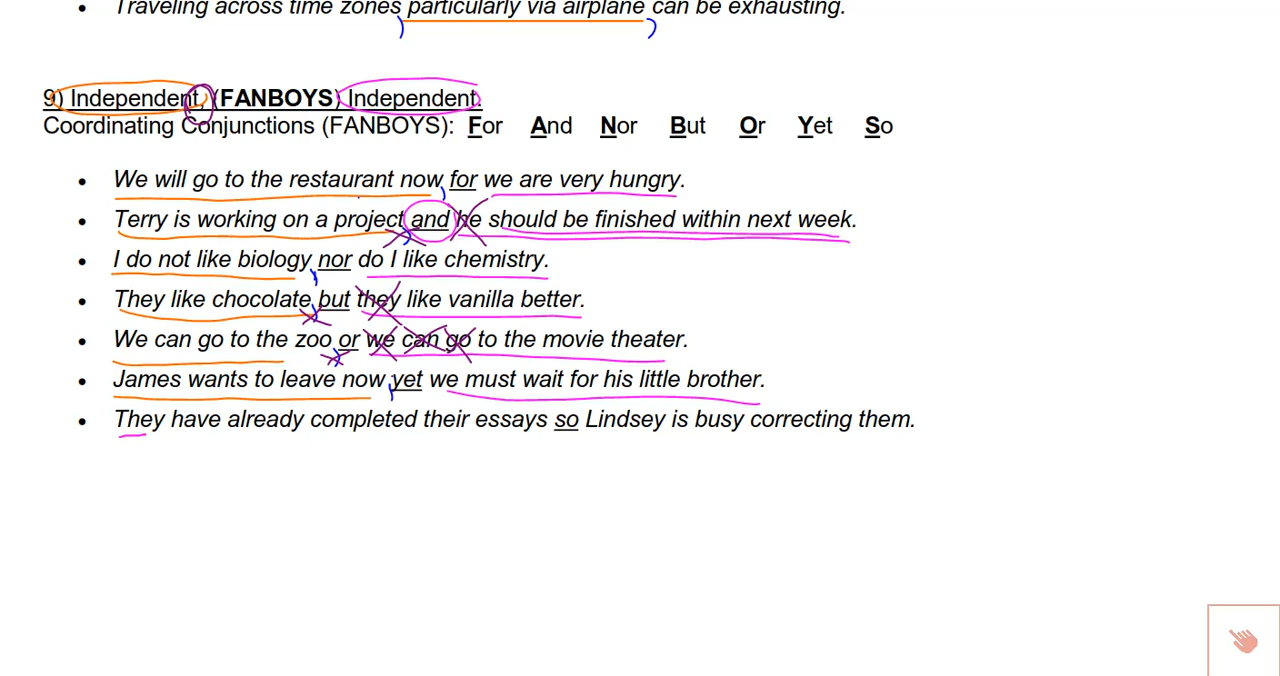 • Traveling across time zones particularly via airplane can be exhausting.
9) Independent, (FANBOYS) Independent.
Coordinating Conjunctions (FANBOYS): For And Nor But Or Yet So
• We will go to the restaurant now, for we are very hungry.
• Terry is working on a project, and he should be finished within next week.
• I do not like biology, nor do I like chemistry.
• They like chocolate, but they like vanilla better.
• We can go to the zoo, or we can go to the movie theater.
• James wants to leave now, yet we must wait for his little brother.
• They have already completed their essays so Lindsey is busy correcting them.